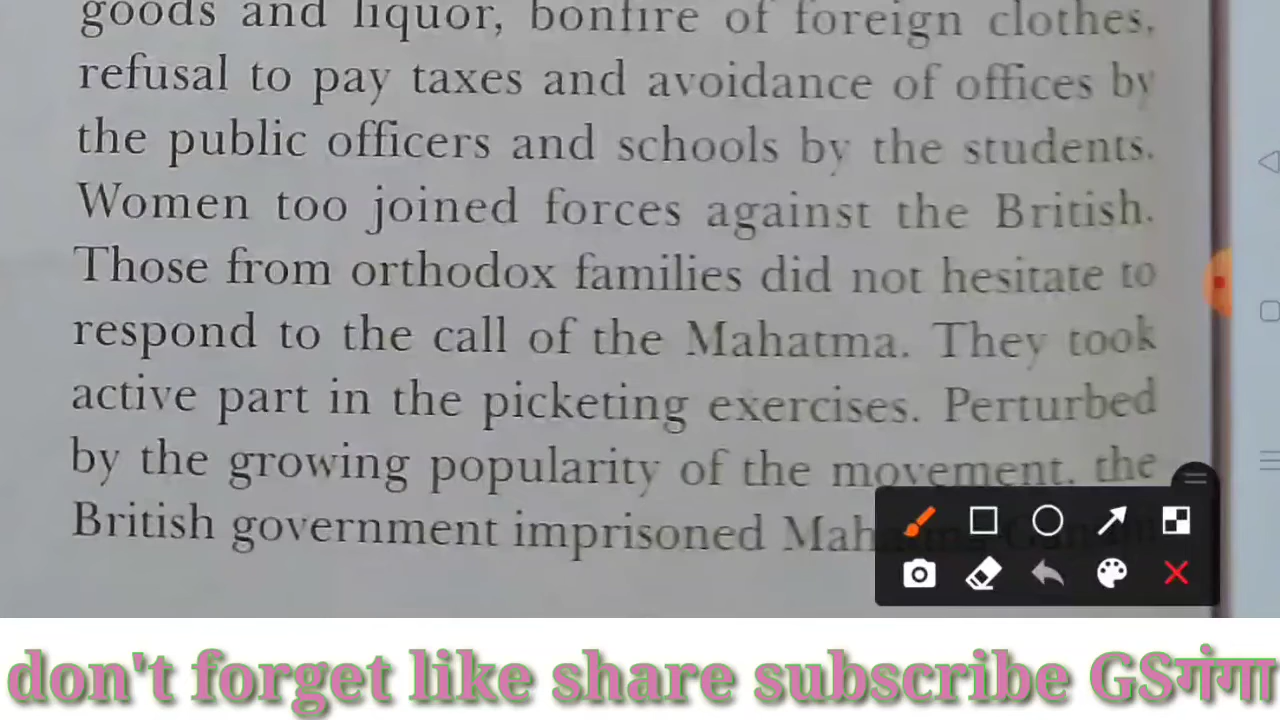 goods and liquor, bonfire of foreign clothes,
refusal to pay taxes and avoidance of offices by
the public officers and schools by the students.
Women too joined forces against the British.
Those from orthodox families did not hesitate to
respond to the call of the Mahatma. They took
active part in the picketing exercises. Perturbed
by the growing popularity of the movement, the
British government imprisoned Mahatma Gandhi
don't forget like share subscribe GSगंगा